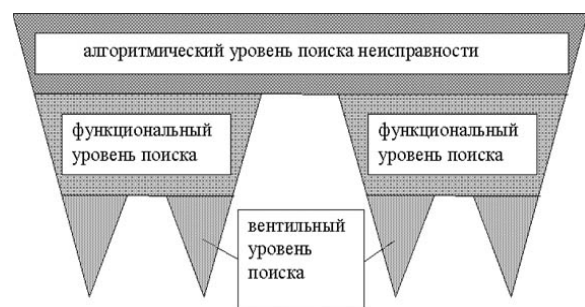 алгоритмический уровень поиска неисправности
функциональный
уровень поиска
функциональный
уровень поиска
вентильный
уровень
поиска